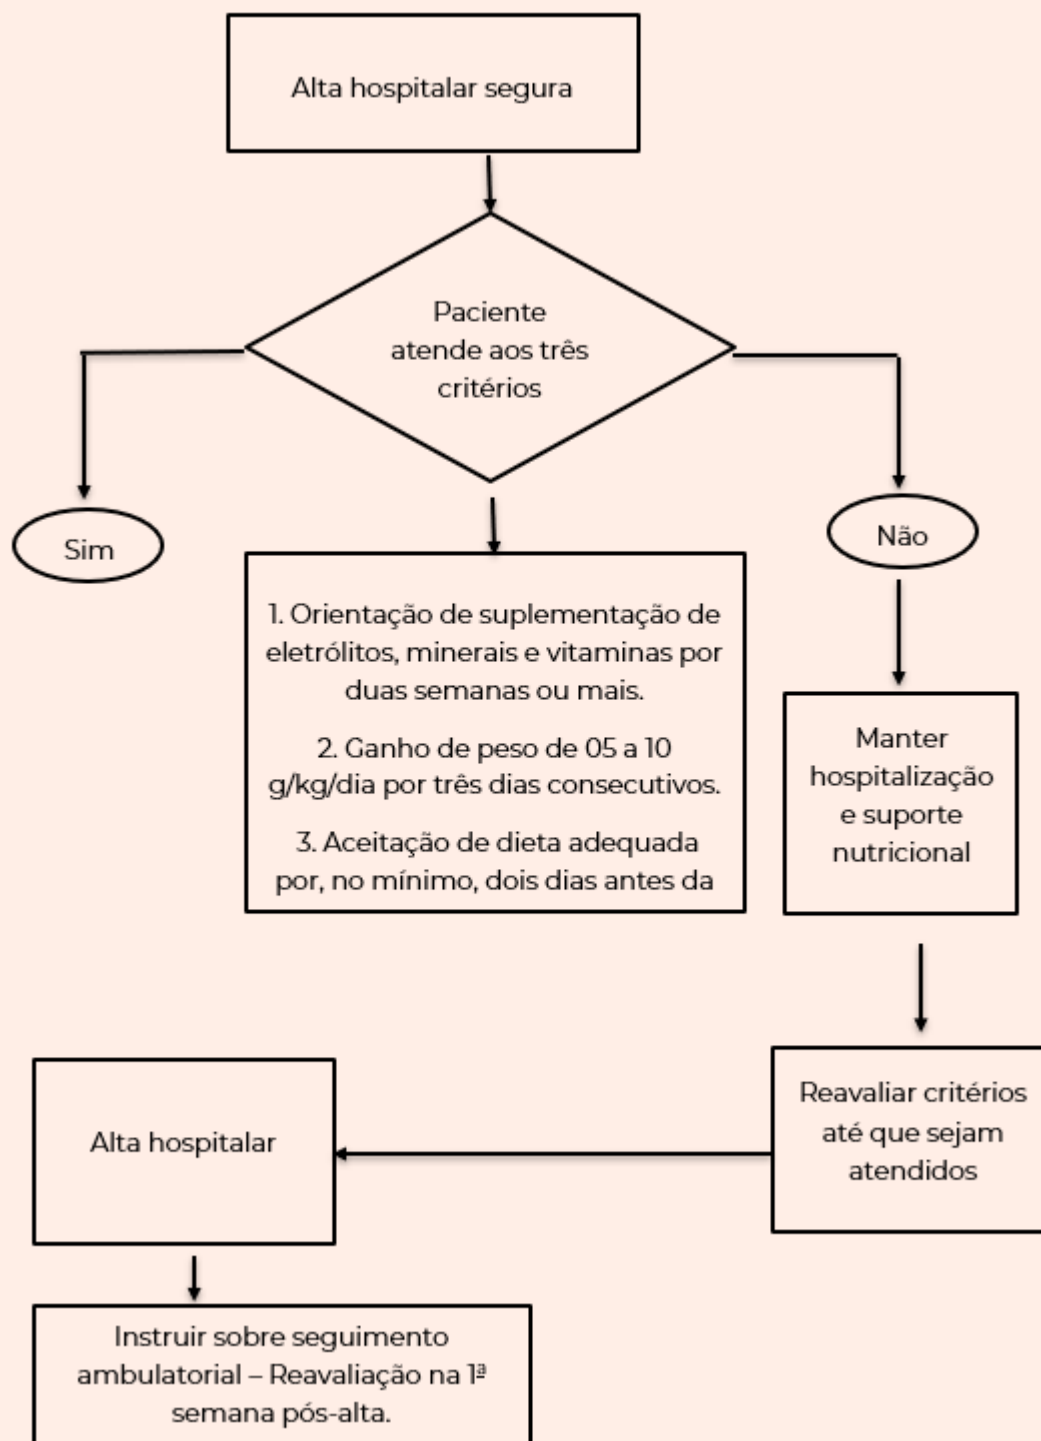 Alta hospitalar segura
Paciente
atende aos três
critérios
Sim
Não
1. Orientação de suplementação de
eletrólitos, minerais e vitaminas por
duas semanas ou mais.
2. Ganho de peso de 05 a 10
g/kg/dia por três dias consecutivos.
3. Aceitação de dieta adequada
por, no mínimo, dois dias antes da
Manter
hospitalização
e suporte
nutricional
Reavaliar critérios
até que sejam
atendidos
Alta hospitalar
Instruir sobre seguimento
ambulatorial – Reavaliação na 1ª
semana pós-alta.